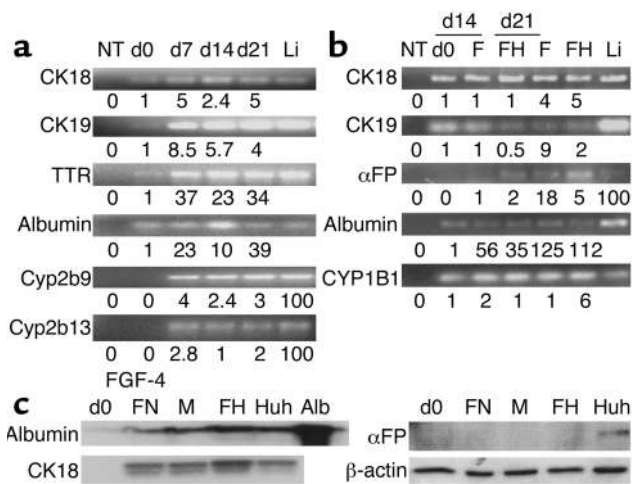 a
NT d0 d7 d14 d21 Li
CK18
0 1 5 2.4 5
CK19
0 1 8.5 5.7 4
TTR
0 1 37 23 34
Albumin
0 1 23 10 39
Cyp2b9
0 0 4 2.4 3 100
Cyp2b13
0 0 2.8 1 2 100
FGF-4
b
d14 d21
NT d0 F FH F FH Li
CK18
0 1 1 1 4 5
CK19
0 1 1 0.5 9 2
αFP
0 0 1 2 18 5 100
Albumin
0 1 56 35 125 112
CYP1B1
0 1 2 1 1 6
c
d0 FN M FH Huh Alb
Albumin
CK18
d0 FN M FH Huh
αFP
β-actin